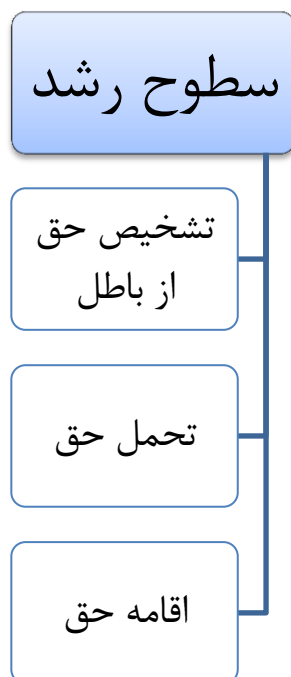 سطوح رشد
تشخیص حق
از باطل
تحمل حق
اقامه حق